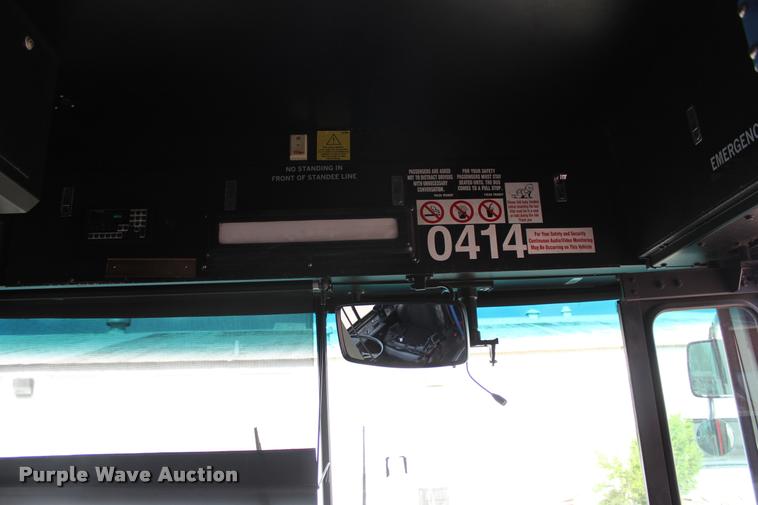 EMERGENCY
NO STANDING IN
FRONT OF STANDEE LINE
PASSENGERS ARE ASKED
NOT TO DISTRACT DRIVERS
WITH UNNECESSARY
CONVERSATION.
FOR YOUR SAFETY
PASSENGERS MUST STAY
SEATED UNTIL THE BUS
COMES TO A FULL STOP.
0414
For Your Safety and Security
Continuous Audio/Video Monitoring
May Be Occurring on This Vehicle
Purple Wave Auction